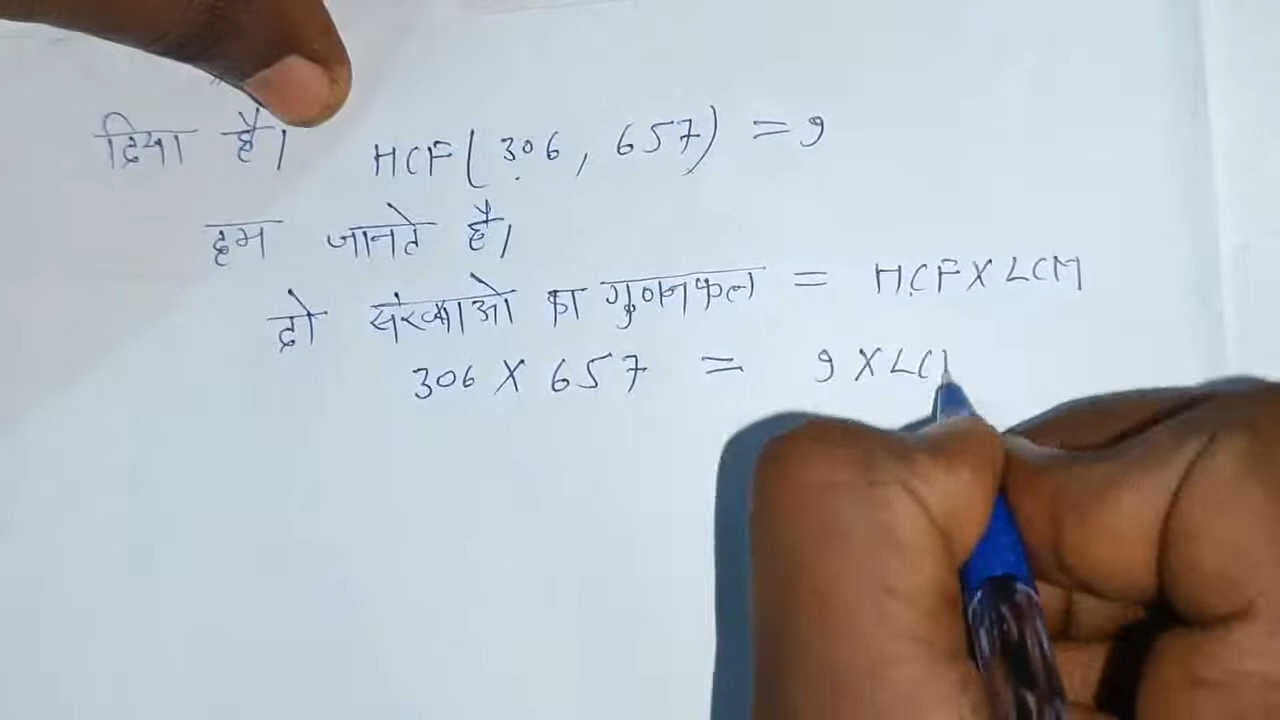 दिया है। HCF(306, 657) = 9
हम जानते है।
दो संख्याओ का गुणनफल = HCF X LCM
306 X 657 = 9 X LC